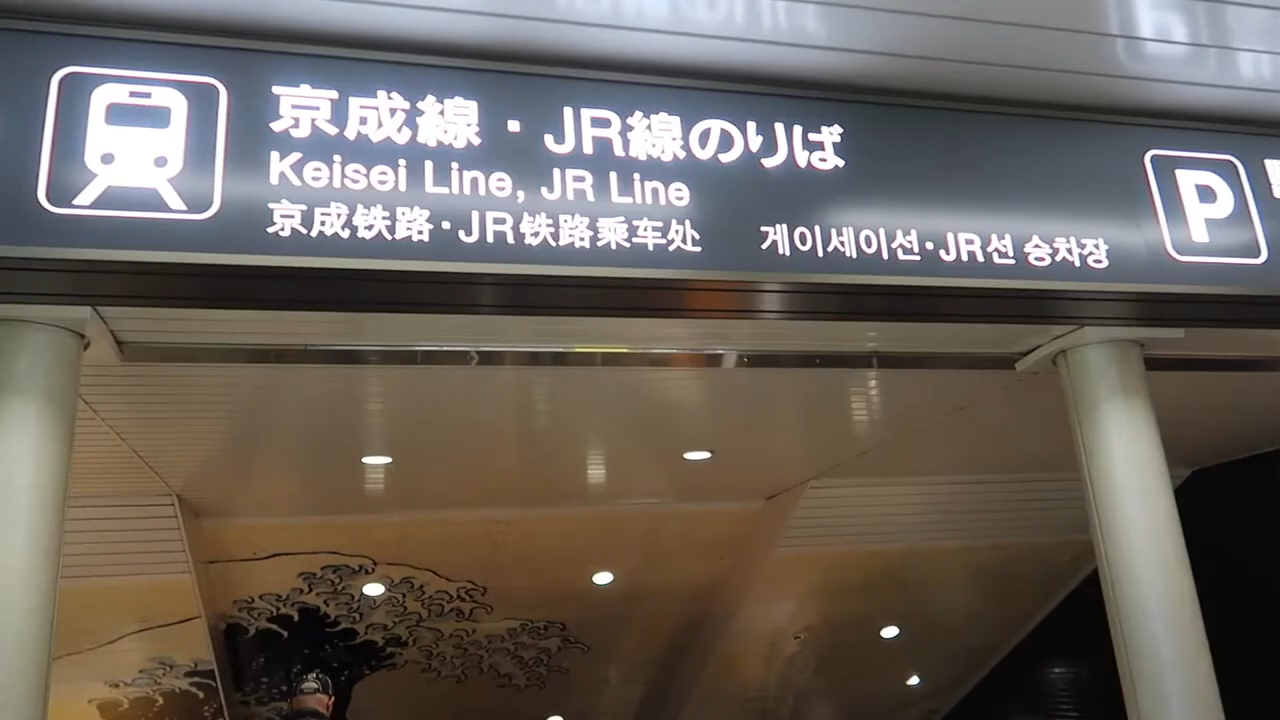 京成線・JR線のりば
Keisei Line, JR Line
京成铁路・JR铁路乘车处
게이세이선・JR선 승차장
P